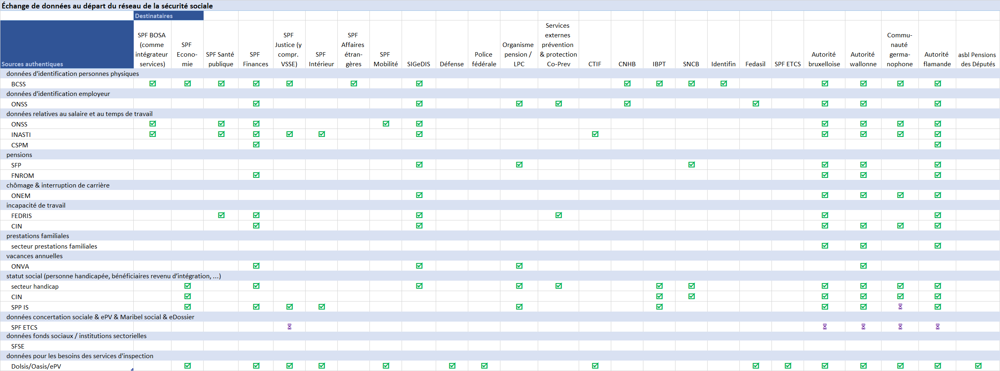 Échange de données au départ du réseau de la sécurité sociale
Destinataires
Sources authentiques
SPF BOSA
(comme
intégrateur
services)
SPF
Econo-
mie
SPF Santé
publique
SPF
Finances
SPF
Justice (y
compr.
VSSE)
SPF
Intérieur
SPF
Affaires
étran-
gères
SPF
Mobilité
SIGeDIS
Défense
Police
fédérale
Organisme
pension /
LPC
Services
externes
prévention
& protection
Co-Prev
CTIF
CNHB
IBPT
SNCB
Identifin
Fedasil
SPF ETCS
Autorité
bruxelloise
Autorité
wallonne
Commu-
nauté
germa-
nophone
Autorité
flamande
asbl Pensions
des Députés
données d'identification personnes physiques
BCSS
données d'identification employeur
ONSS
données relatives au salaire et au temps de travail
ONSS
INASTI
CSPM
pensions
SFP
FNROM
chômage & interruption de carrière
ONEM
incapacité de travail
FEDRIS
CIN
prestations familiales
secteur prestations familiales
vacances annuelles
ONVA
statut social (personne handicapée, bénéficiaires revenu d’intégration, ...)
secteur handicap
CIN
SPP IS
données concertation sociale & ePV & Maribel social & eDossier
SPF ETCS
données fonds sociaux / institutions sectorielles
SFSE
données pour les besoins des services d'inspection
Dolsis/Oasis/ePV